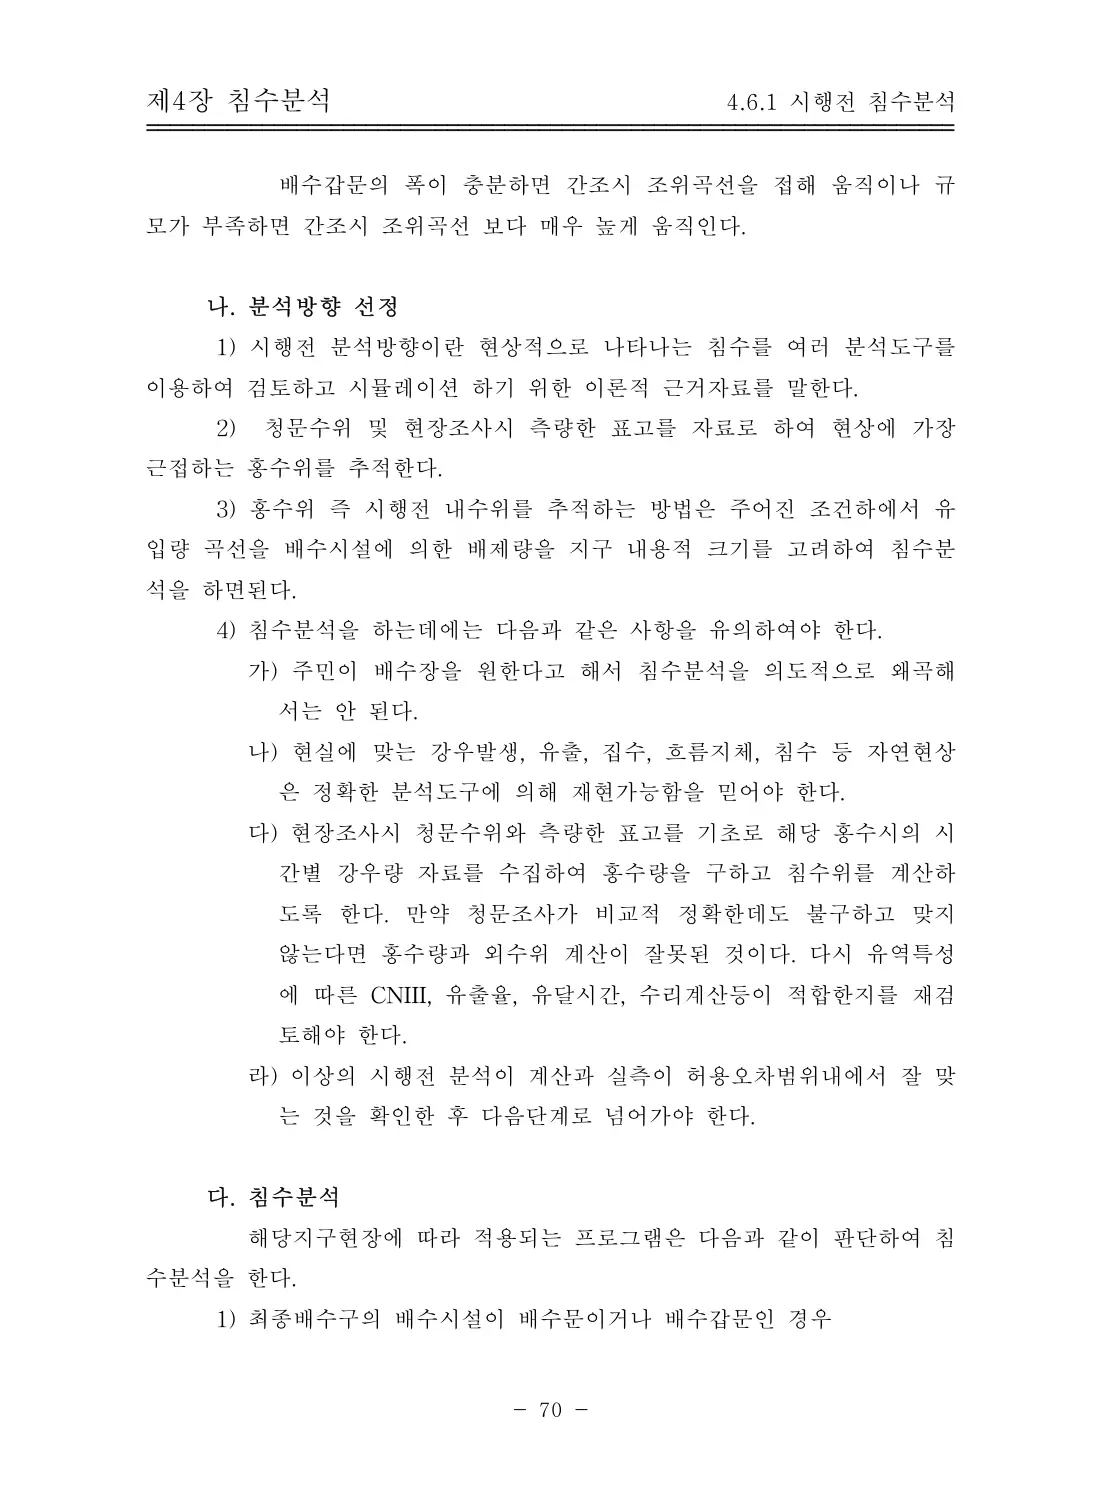 제4장 침수분석
4.6.1 시행전 침수분석
배수갑문의 폭이 충분하면 간조시 조위곡선을 접해 움직이나 규
모가 부족하면 간조시 조위곡선 보다 매우 높게 움직인다.
나. 분석방향 선정
1) 시행전 분석방향이란 현상적으로 나타나는 침수를 여러 분석도구를
이용하여 검토하고 시뮬레이션 하기 위한 이론적 근거자료를 말한다.
2) 청문수위 및 현장조사시 측량한 표고를 자료로 하여 현상에 가장
근접하는 홍수위를 추적한다.
3) 홍수위 즉 시행전 내수위를 추적하는 방법은 주어진 조건하에서 유
입량 곡선을 배수시설에 의한 배제량을 지구 내용적 크기를 고려하여 침수분
석을 하면된다.
4) 침수분석을 하는데에는 다음과 같은 사항을 유의하여야 한다.
가) 주민이 배수장을 원한다고 해서 침수분석을 의도적으로 왜곡해
서는 안 된다.
나) 현실에 맞는 강우발생, 유출, 집수, 흐름지체, 침수 등 자연현상
은 정확한 분석도구에 의해 재현가능함을 믿어야 한다.
다) 현장조사시 청문수위와 측량한 표고를 기초로 해당 홍수시의 시
간별 강우량 자료를 수집하여 홍수량을 구하고 침수위를 계산하
도록 한다. 만약 청문조사가 비교적 정확한데도 불구하고 맞지
않는다면 홍수량과 외수위 계산이 잘못된 것이다. 다시 유역특성
에 따른 CNIII, 유출율, 유달시간, 수리계산등이 적합한지를 재검
토해야 한다.
라) 이상의 시행전 분석이 계산과 실측이 허용오차범위내에서 잘 맞
는 것을 확인한 후 다음단계로 넘어가야 한다.
다. 침수분석
해당지구현장에 따라 적용되는 프로그램은 다음과 같이 판단하여 침
수분석을 한다.
1) 최종배수구의 배수시설이 배수문이거나 배수갑문인 경우
- 70 -